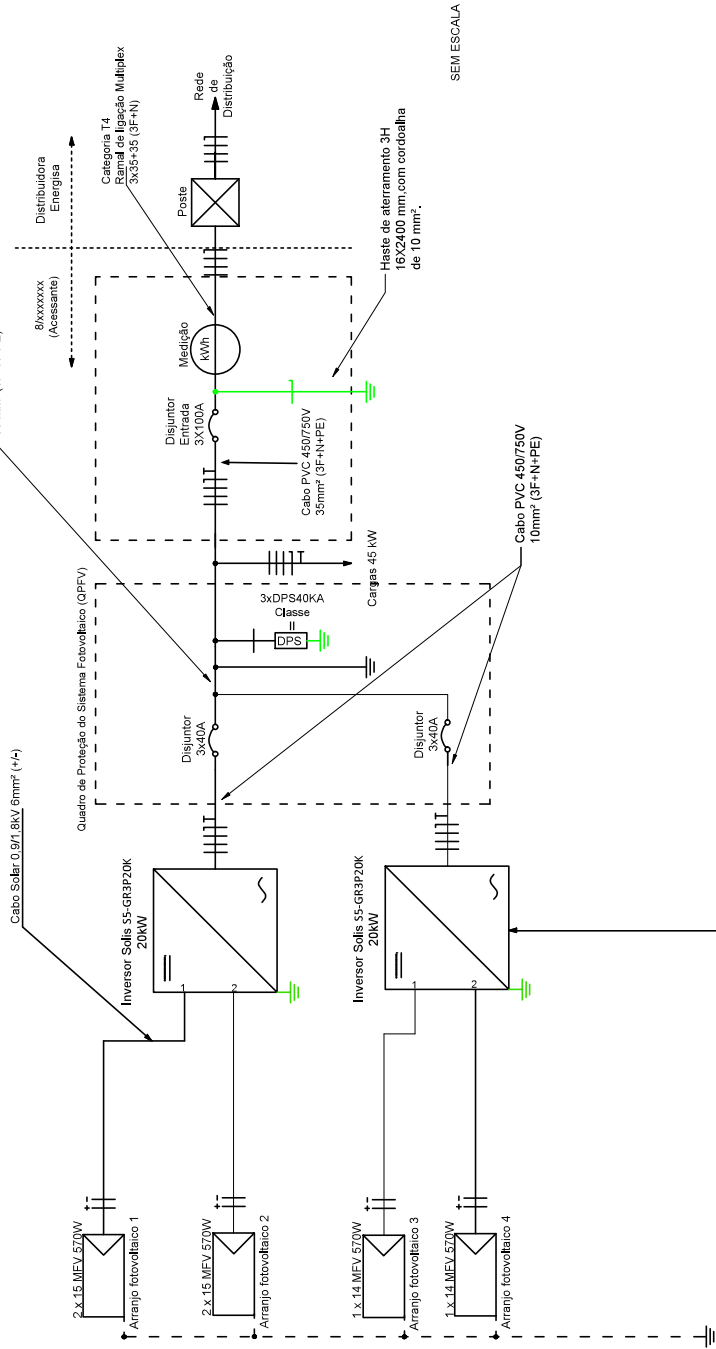 SEM ESCALA
Rede
de
Distribuição
Categoria T4
Ramal de ligação Multiplex
3x35+35 (3F+N)
Distribuidora
Energisa
Poste
8/xxxxxxx
(Acessante)
Haste de aterramento 3H
16X2400 mm,com cordoalha
de 10 mm².
Medição
kWh
Disjuntor
Entrada
3X100A
Cabo PVC 450/750V
35mm² (3F+N+PE)
Cargas 45 kW
Cabo PVC 450/750V
10mm² (3F+N+PE)
Quadro de Proteção do Sistema Fotovoltaico (QPFV)
3xDPS40KA
Classe
II
DPS
Disjuntor
3x40A
Disjuntor
3x40A
Cabo Solar 0,9/1,8kV 6mm² (+/-)
Inversor Solis S5-GR3P20K
20kW
1
2
Inversor Solis S5-GR3P20K
20kW
1
2
+-
2 x 15 MFV 570W
Arranjo fotovoltaico 1
+-
2 x 15 MFV 570W
Arranjo fotovoltaico 2
+-
1 x 14 MFV 570W
Arranjo fotovoltaico 3
+-
1 x 14 MFV 570W
Arranjo fotovoltaico 4